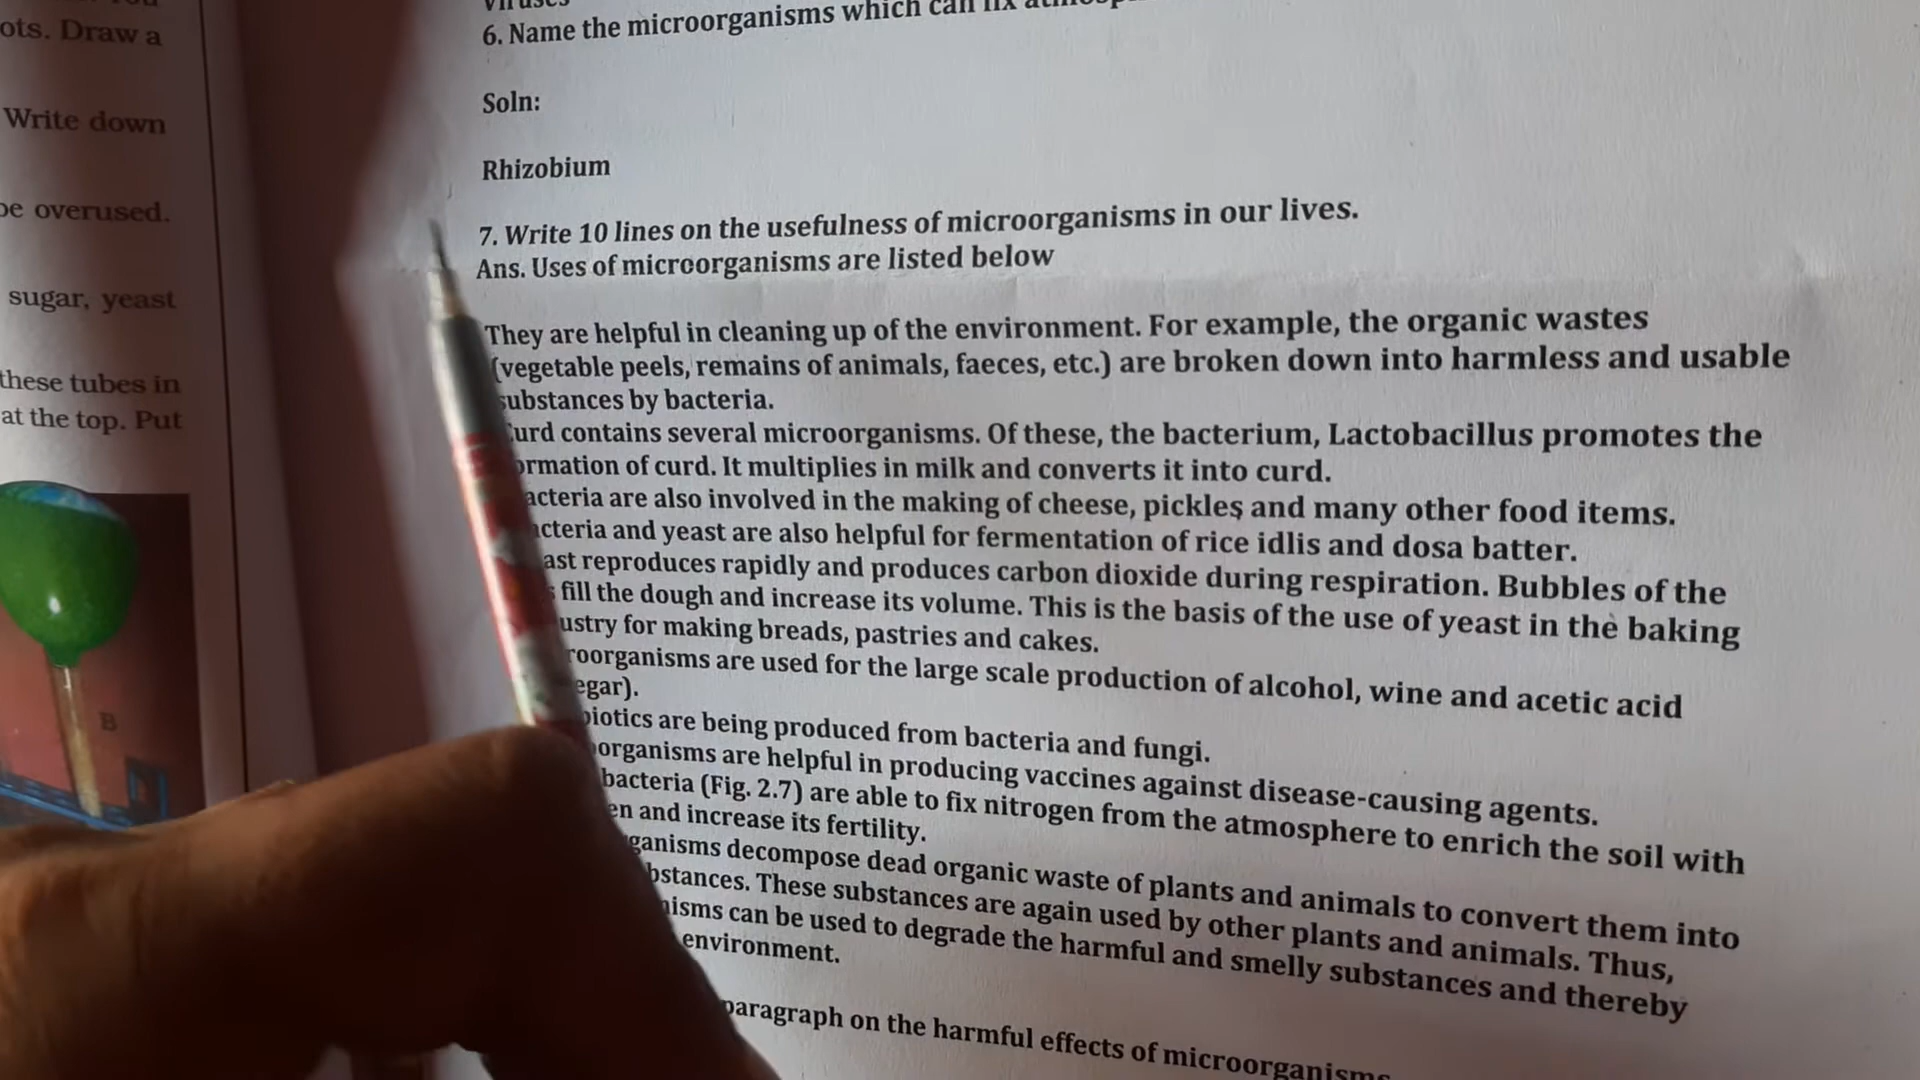 ots. Draw a
Write down
be overused.
sugar, yeast
these tubes in
at the top. Put
B
Viruses
6. Name the microorganisms which can fix
Soln:
Rhizobium
7. Write 10 lines on the usefulness of microorganisms in our lives.
Ans. Uses of microorganisms are listed below
They are helpful in cleaning up of the environment. For example, the organic wastes
(vegetable peels, remains of animals, faeces, etc.) are broken down into harmless and usable
substances by bacteria.
urd contains several microorganisms. Of these, the bacterium, Lactobacillus promotes the
ormation of curd. It multiplies in milk and converts it into curd.
acteria are also involved in the making of cheese, pickles and many other food items.
acteria and yeast are also helpful for fermentation of rice idlis and dosa batter.
ast reproduces rapidly and produces carbon dioxide during respiration. Bubbles of the
fill the dough and increase its volume. This is the basis of the use of yeast in the baking
ustry for making breads, pastries and cakes.
roorganisms are used for the large scale production of alcohol, wine and acetic acid
egar).
biotics are being produced from bacteria and fungi.
organisms are helpful in producing vaccines against disease-causing agents.
bacteria (Fig. 2.7) are able to fix nitrogen from the atmosphere to enrich the soil with
en and increase its fertility.
ganisms decompose dead organic waste of plants and animals to convert them into
bstances. These substances are again used by other plants and animals. Thus,
nisms can be used to degrade the harmful and smelly substances and thereby
environment.
paragraph on the harmful effects of microorganisms